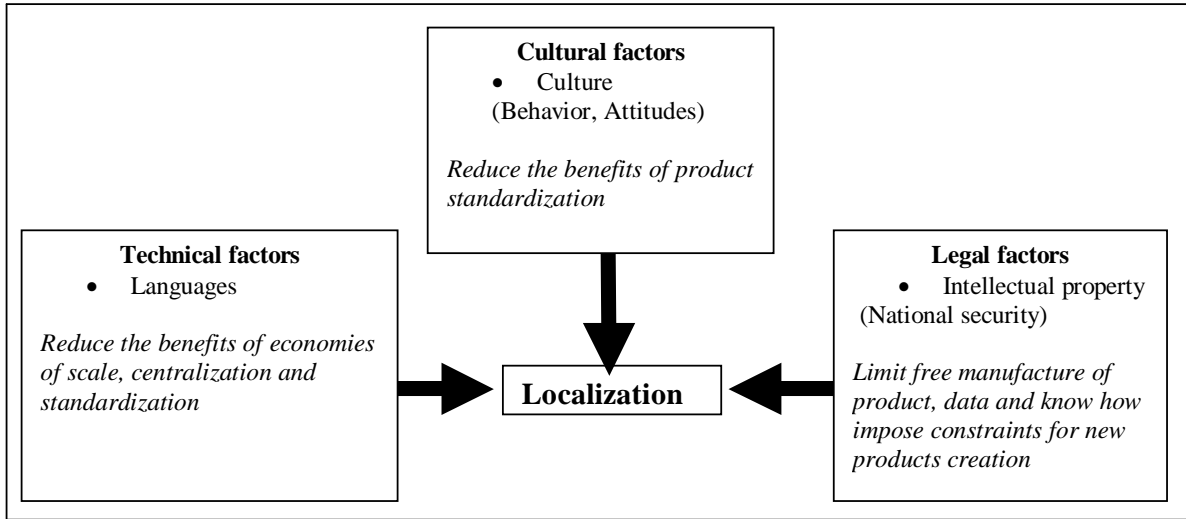 Cultural factors
• Culture
(Behavior, Attitudes)
Reduce the benefits of product
standardization
Technical factors
• Languages
Reduce the benefits of economies
of scale, centralization and
standardization
Legal factors
• Intellectual property
(National security)
Limit free manufacture of
product, data and know how
impose constraints for new
products creation
Localization